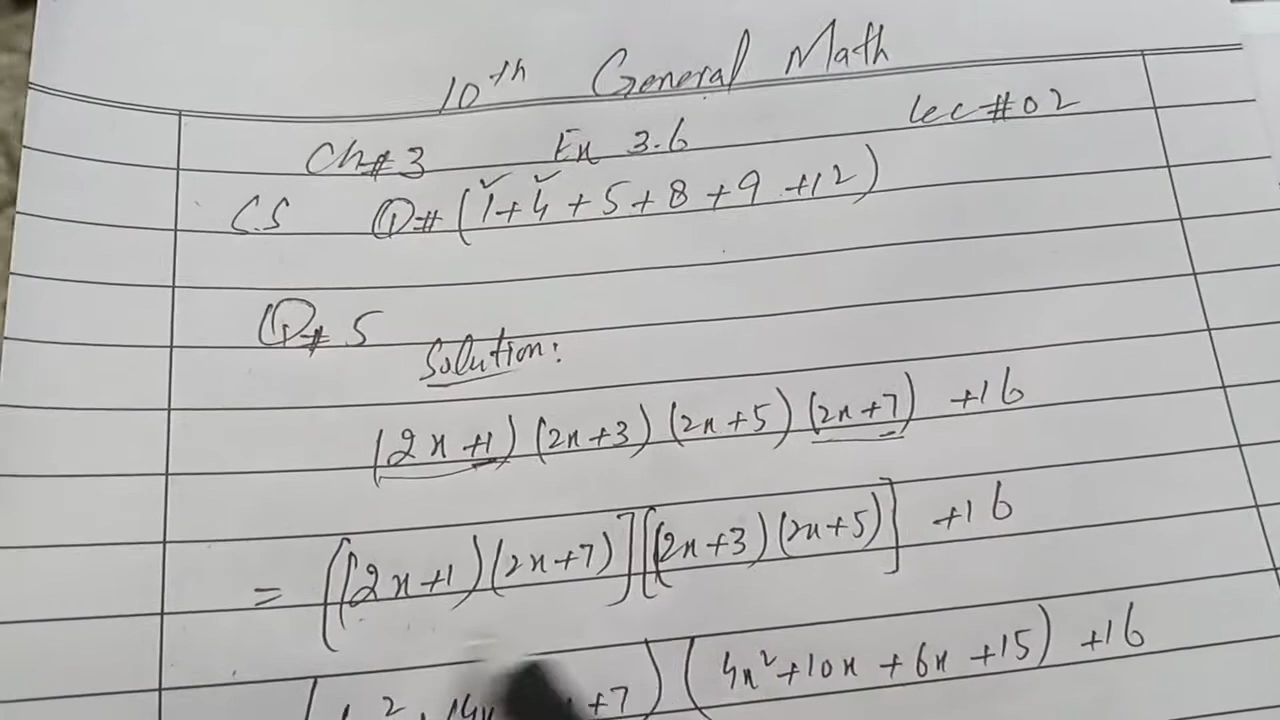 10th General Math
Ch#3 Ex 3.6 Lec#02
C.S Q#(1+4+5+8+9+12)
Q#5
Solution:
(2x+1)(2x+3)(2x+5)(2x+7)+16
=[(2x+1)(2x+7)][(2x+3)(2x+5)]+16
+7)(4x²+10x+6x+15)+16